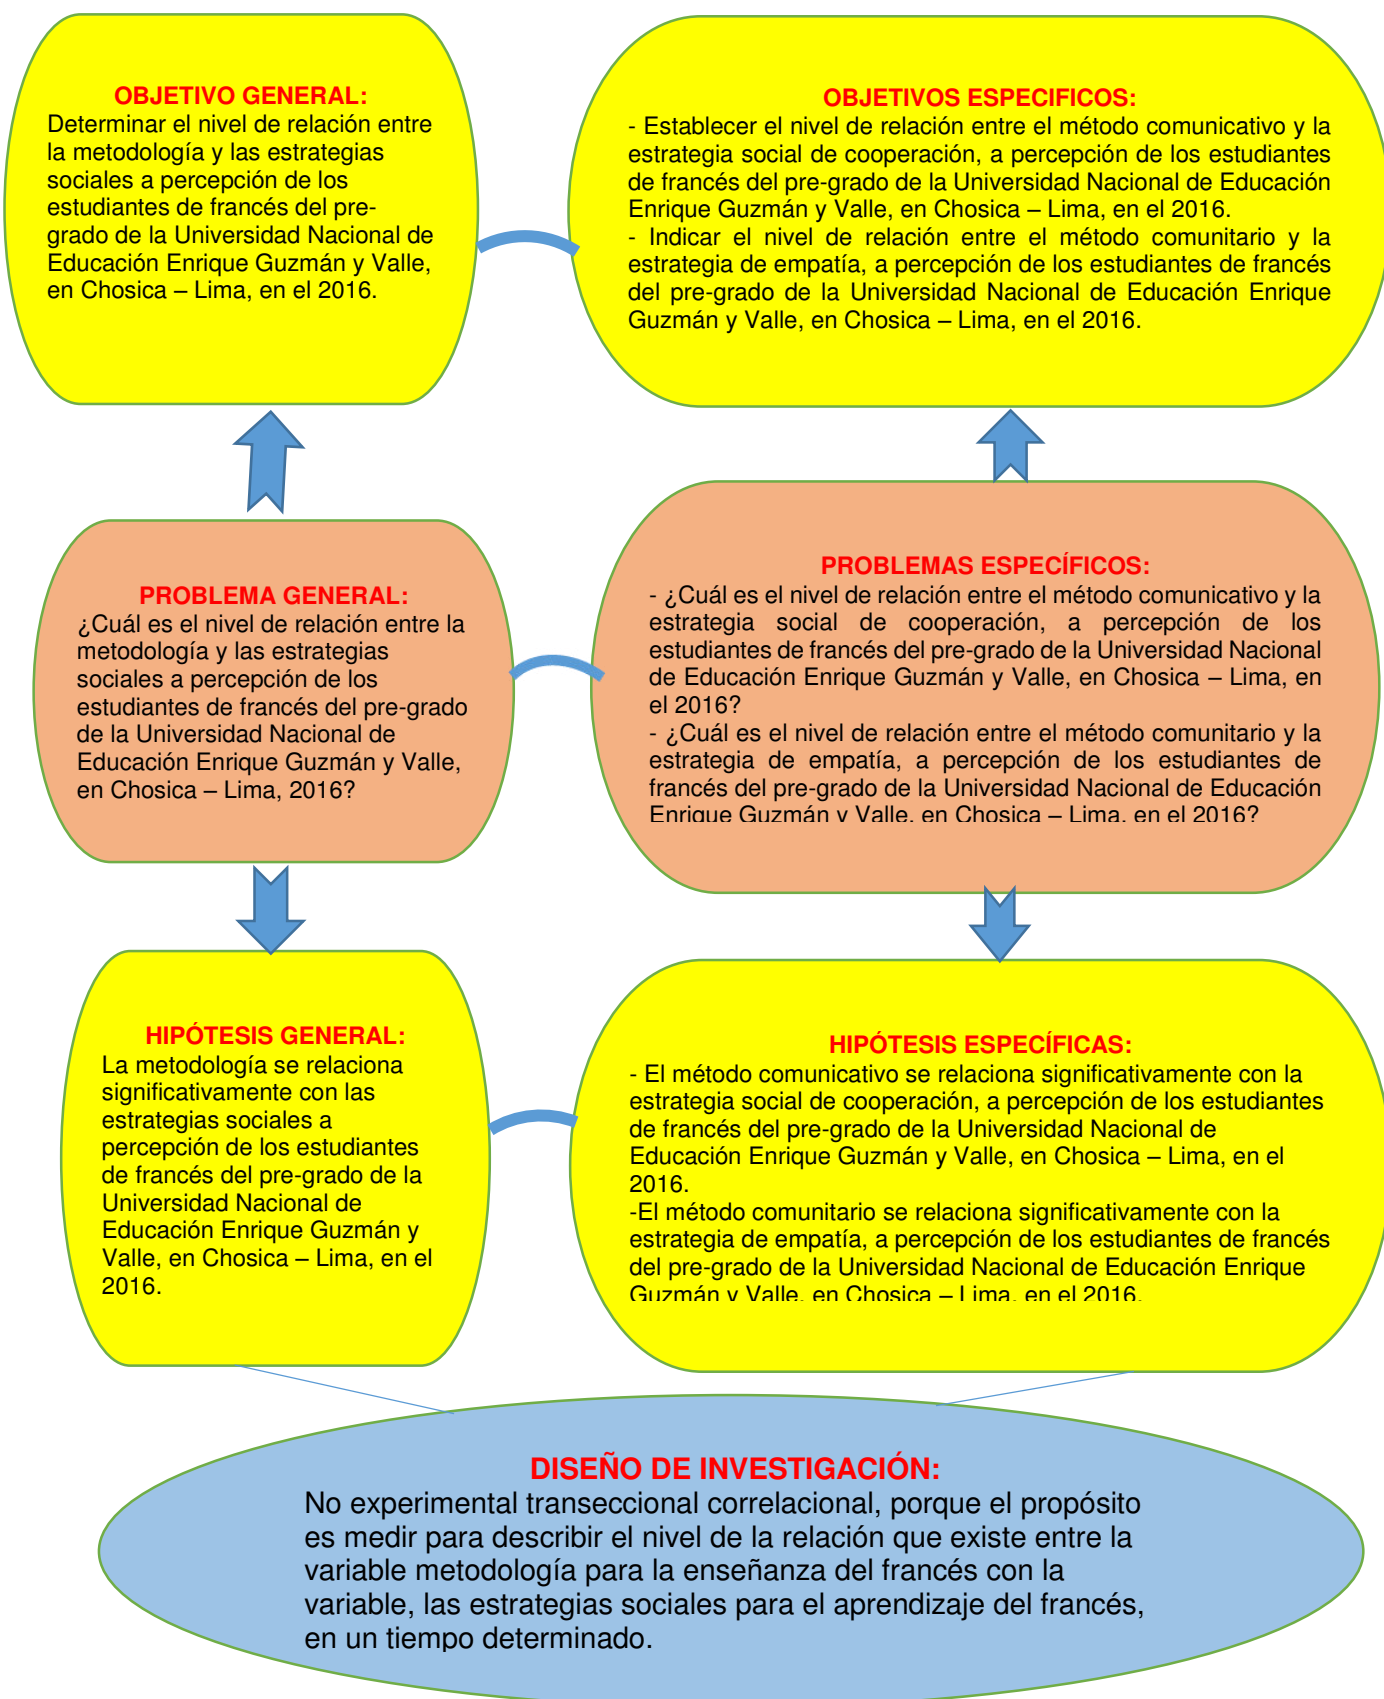 OBJETIVO GENERAL:
Determinar el nivel de relación entre
la metodología y las estrategias
sociales a percepción de los
estudiantes de francés del pre-
grado de la Universidad Nacional de
Educación Enrique Guzmán y Valle,
en Chosica – Lima, en el 2016.
OBJETIVOS ESPECIFICOS:
- Establecer el nivel de relación entre el método comunicativo y la
estrategia social de cooperación, a percepción de los estudiantes
de francés del pre-grado de la Universidad Nacional de Educación
Enrique Guzmán y Valle, en Chosica – Lima, en el 2016.
- Indicar el nivel de relación entre el método comunitario y la
estrategia de empatía, a percepción de los estudiantes de francés
del pre-grado de la Universidad Nacional de Educación Enrique
Guzmán y Valle, en Chosica – Lima, en el 2016.
PROBLEMA GENERAL:
¿Cuál es el nivel de relación entre la
metodología y las estrategias
sociales a percepción de los
estudiantes de francés del pre-grado
de la Universidad Nacional de
Educación Enrique Guzmán y Valle,
en Chosica – Lima, 2016?
PROBLEMAS ESPECÍFICOS:
- ¿Cuál es el nivel de relación entre el método comunicativo y la
estrategia social de cooperación, a percepción de los
estudiantes de francés del pre-grado de la Universidad Nacional
de Educación Enrique Guzmán y Valle, en Chosica – Lima, en
el 2016?
- ¿Cuál es el nivel de relación entre el método comunitario y la
estrategia de empatía, a percepción de los estudiantes de
francés del pre-grado de la Universidad Nacional de Educación
Enrique Guzmán y Valle, en Chosica – Lima, en el 2016?
HIPÓTESIS GENERAL:
La metodología se relaciona
significativamente con las
estrategias sociales a
percepción de los estudiantes
de francés del pre-grado de la
Universidad Nacional de
Educación Enrique Guzmán y
Valle, en Chosica – Lima, en el
2016.
HIPÓTESIS ESPECÍFICAS:
- El método comunicativo se relaciona significativamente con la
estrategia social de cooperación, a percepción de los estudiantes
de francés del pre-grado de la Universidad Nacional de
Educación Enrique Guzmán y Valle, en Chosica – Lima, en el
2016.
-El método comunitario se relaciona significativamente con la
estrategia de empatía, a percepción de los estudiantes de francés
del pre-grado de la Universidad Nacional de Educación Enrique
Guzmán y Valle, en Chosica – Lima, en el 2016.
DISEÑO DE INVESTIGACIÓN:
No experimental transeccional correlacional, porque el propósito
es medir para describir el nivel de la relación que existe entre la
variable metodología para la enseñanza del francés con la
variable, las estrategias sociales para el aprendizaje del francés,
en un tiempo determinado.